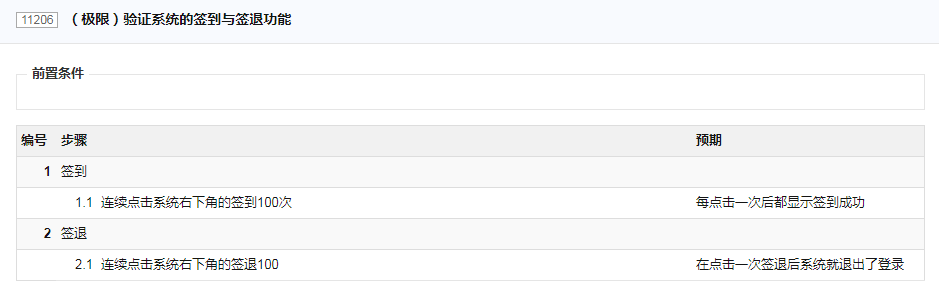 11206 （极限）验证系统的签到与签退功能
前置条件
编号 步骤 预期
1 签到
1.1 连续点击系统右下角的签到100次 每点击一次后都显示签到成功
2 签退
2.1 连续点击系统右下角的签退100 在点击一次签退后系统就退出了登录